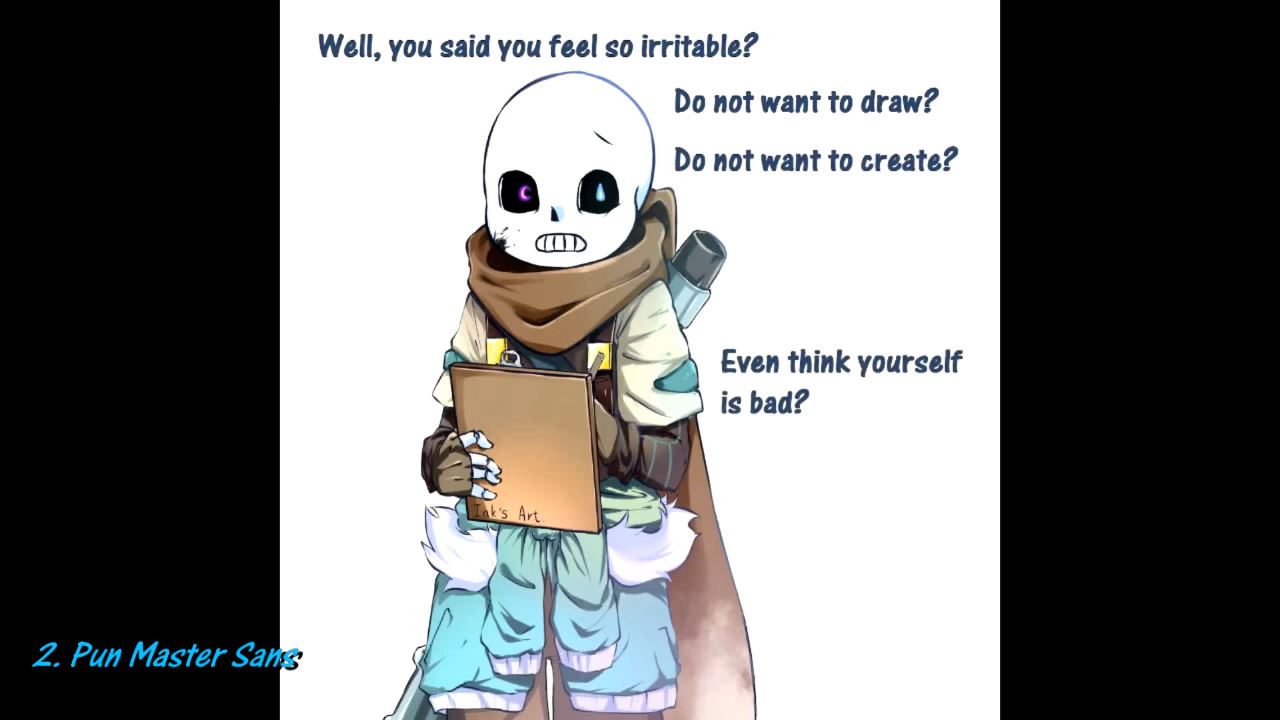 Well, you said you feel so irritable?
Do not want to draw?
Do not want to create?
Even think yourself
is bad?
Ink's Art.
2. Pun Master Sans